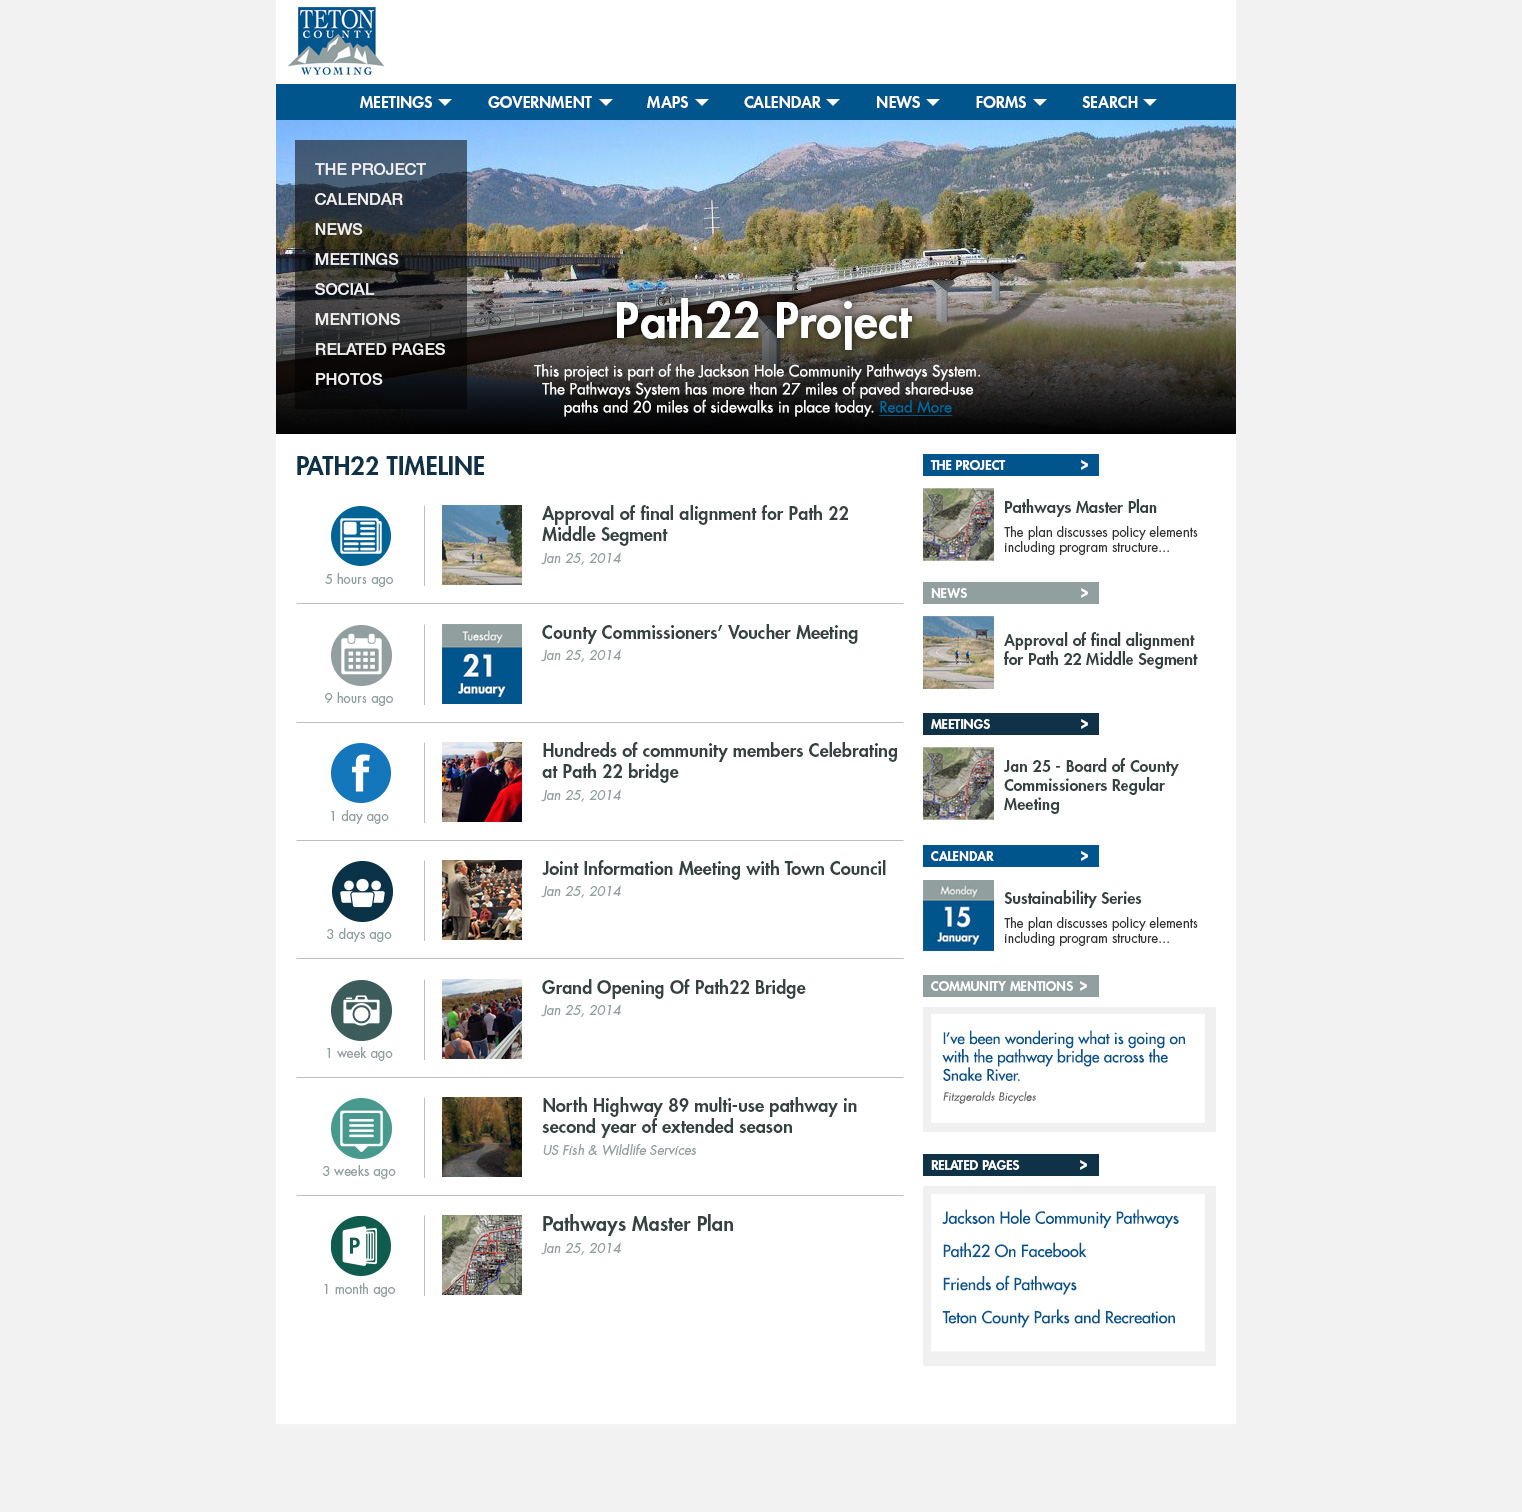 TETON
COUNTY
WYOMING
MEETINGS
GOVERNMENT
MAPS
CALENDAR
NEWS
FORMS
SEARCH
THE PROJECT
CALENDAR
NEWS
MEETINGS
SOCIAL
MENTIONS
RELATED PAGES
PHOTOS
Path22 Project
This project is part of the Jackson Hole Community Pathways System.
The Pathways System has more than 27 miles of paved shared-use
paths and 20 miles of sidewalks in place today. Read More
PATH22 TIMELINE
5 hours ago
Approval of final alignment for Path 22
Middle Segment
Jan 25, 2014
9 hours ago
Tuesday
21
January
County Commissioners’ Voucher Meeting
Jan 25, 2014
f
1 day ago
Hundreds of community members Celebrating
at Path 22 bridge
Jan 25, 2014
3 days ago
Joint Information Meeting with Town Council
Jan 25, 2014
1 week ago
Grand Opening Of Path22 Bridge
Jan 25, 2014
3 weeks ago
North Highway 89 multi-use pathway in
second year of extended season
US Fish & Wildlife Services
P
1 month ago
Pathways Master Plan
Jan 25, 2014
THE PROJECT >
Pathways Master Plan
The plan discusses policy elements
including program structure...
NEWS >
Approval of final alignment
for Path 22 Middle Segment
MEETINGS >
Jan 25 - Board of County
Commissioners Regular
Meeting
CALENDAR >
Monday
15
January
Sustainability Series
The plan discusses policy elements
including program structure...
COMMUNITY MENTIONS >
I’ve been wondering what is going on
with the pathway bridge across the
Snake River.
Fitzgeralds Bicycles
RELATED PAGES >
Jackson Hole Community Pathways
Path22 On Facebook
Friends of Pathways
Teton County Parks and Recreation